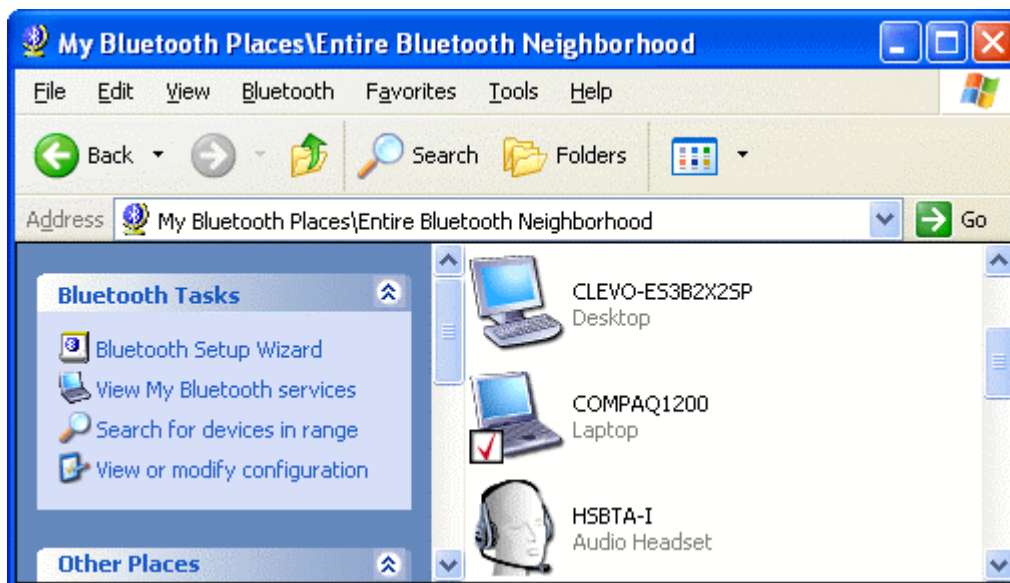 My Bluetooth Places\Entire Bluetooth Neighborhood
File Edit View Bluetooth Favorites Tools Help
Back Search Folders
Address My Bluetooth Places\Entire Bluetooth Neighborhood Go
Bluetooth Tasks
Bluetooth Setup Wizard
View My Bluetooth services
Search for devices in range
View or modify configuration
Other Places
CLEVO-ES3B2X2SP
Desktop
COMPAQ1200
Laptop
HSBTA-I
Audio Headset